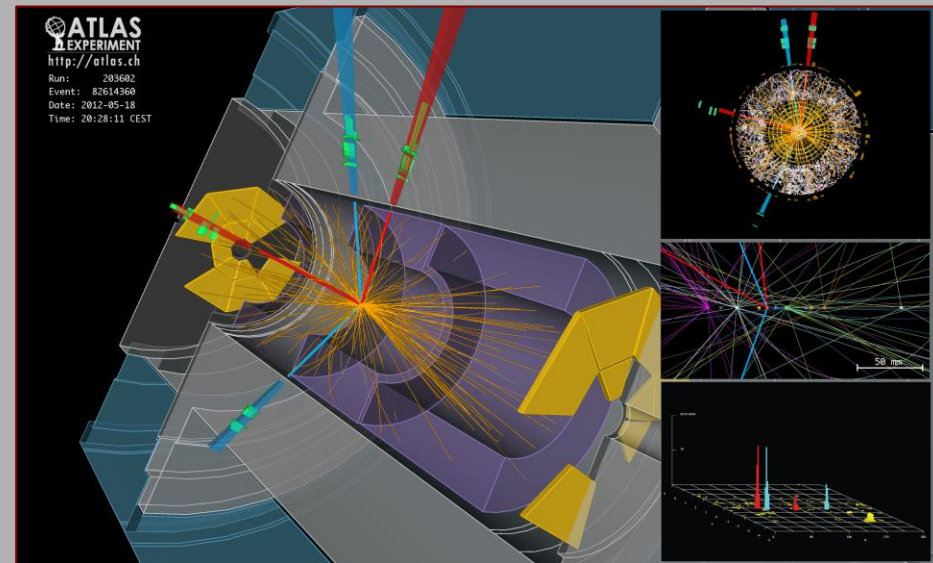 ATLAS
EXPERIMENT
http://atlas.ch
Run: 203602
Event: 82614360
Date: 2012-05-18
Time: 20:28:11 CEST
50 mm